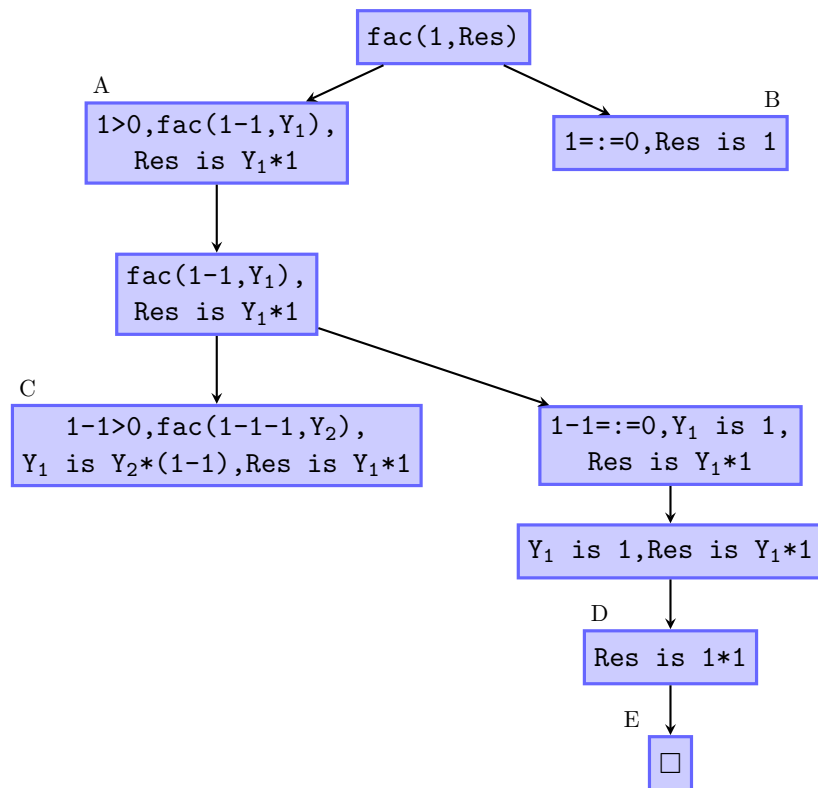 fac(1,Res)
A
1>0,fac(1-1,Y₁),
Res is Y₁*1
B
1=:=0,Res is 1
fac(1-1,Y₁),
Res is Y₁*1
C
1-1>0,fac(1-1-1,Y₂),
Y₁ is Y₂*(1-1),Res is Y₁*1
1-1=:=0,Y₁ is 1,
Res is Y₁*1
Y₁ is 1,Res is Y₁*1
D
Res is 1*1
E
□